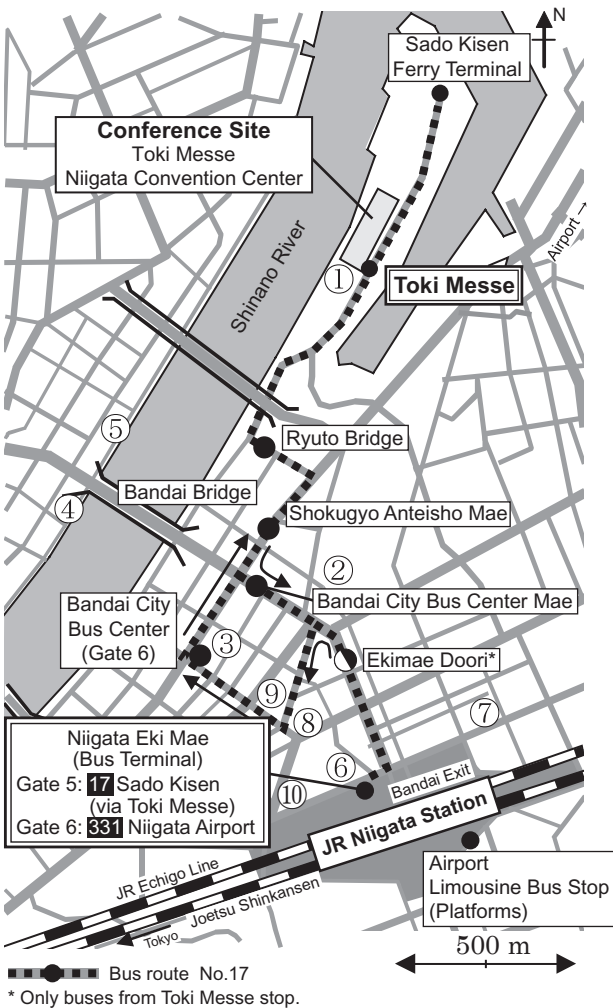 N
Sado Kisen
Ferry Terminal
Conference Site
Toki Messe
Niigata Convention Center
Airport →
Shinano River
①
Toki Messe
⑤
Ryuto Bridge
Bandai Bridge
④
Shokugyo Anteisho Mae
②
Bandai City
Bus Center
(Gate 6)
Bandai City Bus Center Mae
③
Ekimae Doori*
⑨
⑧
⑦
Niigata Eki Mae
(Bus Terminal)
Gate 5: 17 Sado Kisen
(via Toki Messe)
Gate 6: 331 Niigata Airport
⑥
⑩
Bandai Exit
JR Niigata Station
JR Echigo Line
Joetsu Shinkansen
Tokyo
Airport
Limousine Bus Stop
(Platforms)
500 m
Bus route No.17
* Only buses from Toki Messe stop.